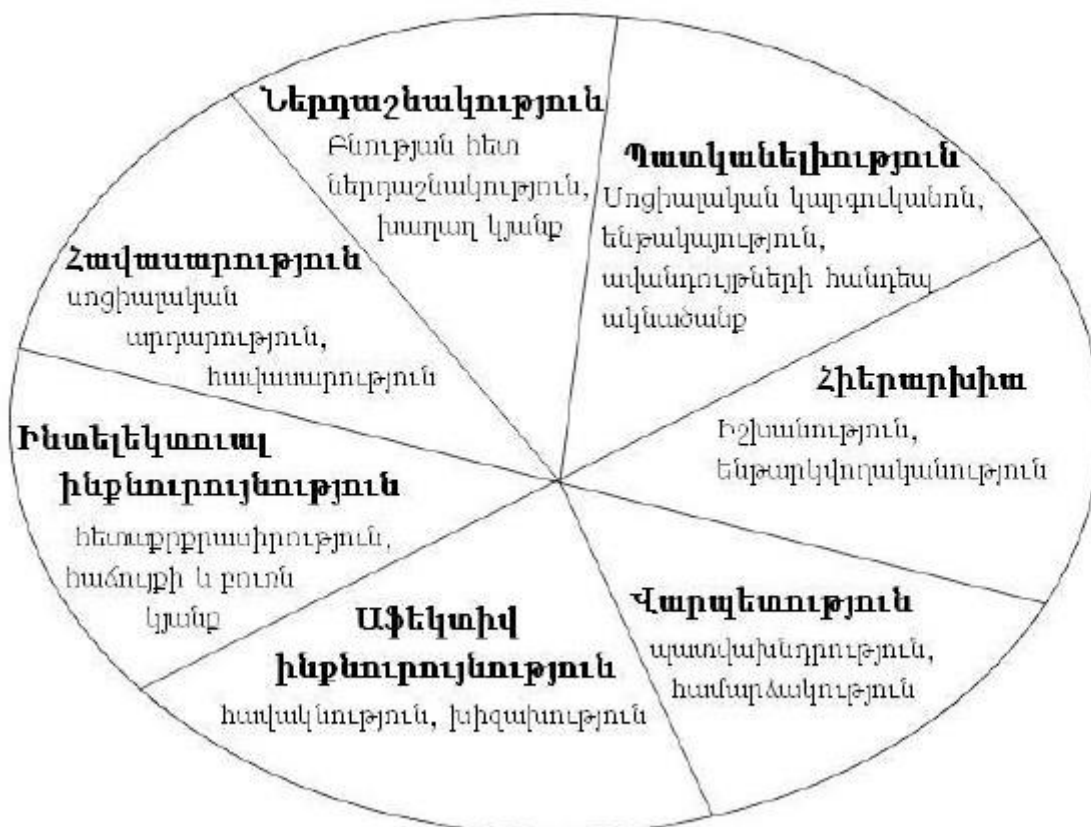 Ներդաշնակություն
Բնության հետ
ներդաշնակություն,
խաղաղ կյանք
Պատկանելիություն
Սոցիալական կարգուկանոն,
ենթակայություն,
ավանդույթների հանդեպ
ակնածանք
Հիերարխիա
Իշխանություն,
ենթարկվողականություն
Վարպետություն
պատվախնդրություն,
համարձակություն
Աֆեկտիվ
ինքնուրույնություն
հավակնություն, խիզախություն
Ինտելեկտուալ
ինքնուրույնություն
հետաքրքրասիրություն,
հաճույքի և բուռն
կյանք
Հավասարություն
սոցիալական
արդարություն,
հավասարություն